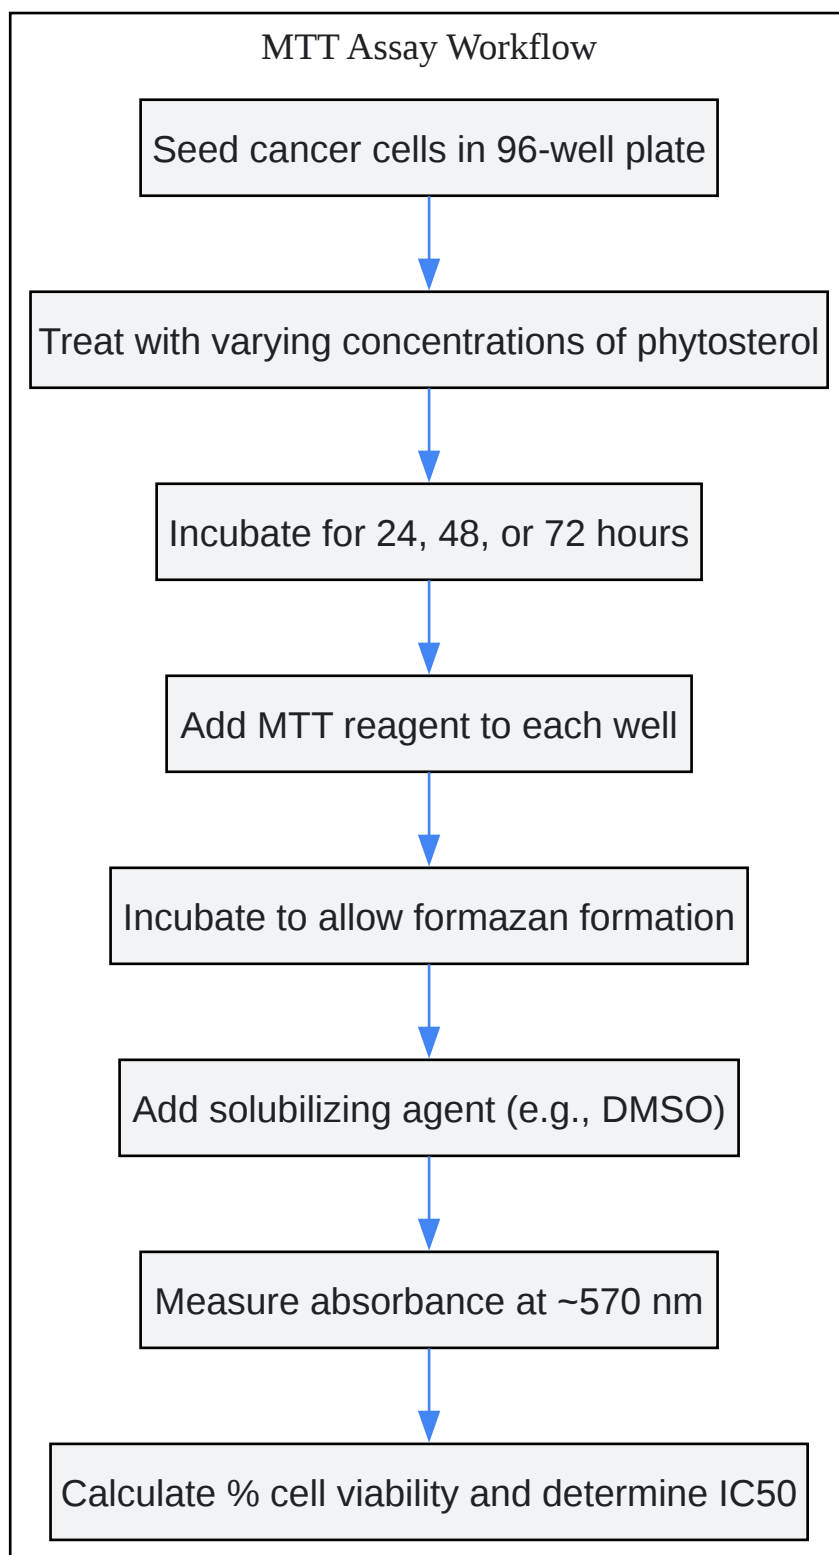 MTT Assay Workflow
Seed cancer cells in 96-well plate
Treat with varying concentrations of phytosterol
Incubate for 24, 48, or 72 hours
Add MTT reagent to each well
Incubate to allow formazan formation
Add solubilizing agent (e.g., DMSO)
Measure absorbance at ~570 nm
Calculate % cell viability and determine IC50